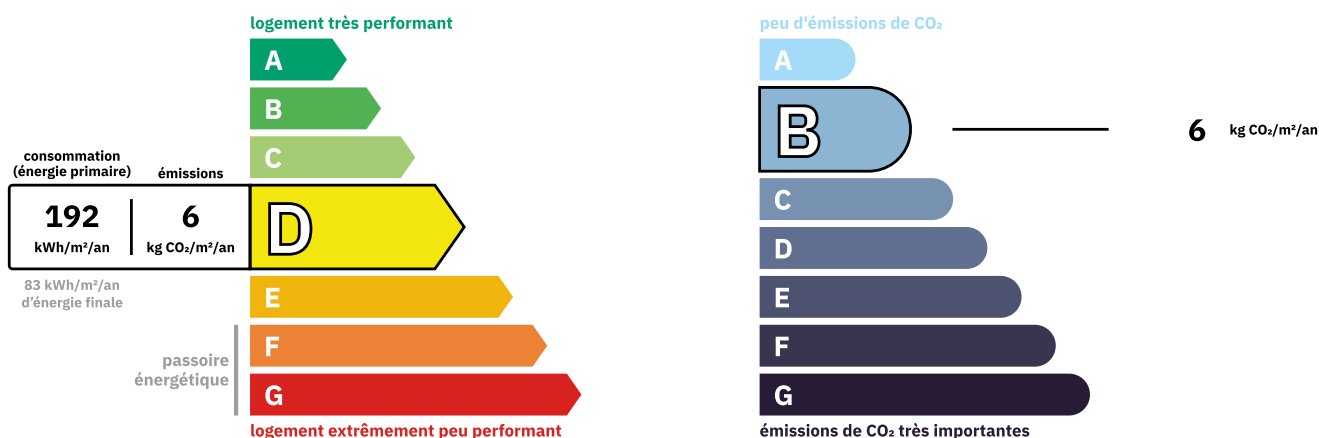 logement très performant
A
B
C
consommation
(énergie primaire)
émissions
192
kWh/m²/an
6
kg CO₂/m²/an
D
83 kWh/m²/an
d'énergie finale
E
passoire
énergétique
F
G
logement extrêmement peu performant
peu d'émissions de CO₂
A
B
6 kg CO₂/m²/an
C
D
E
F
G
émissions de CO₂ très importantes